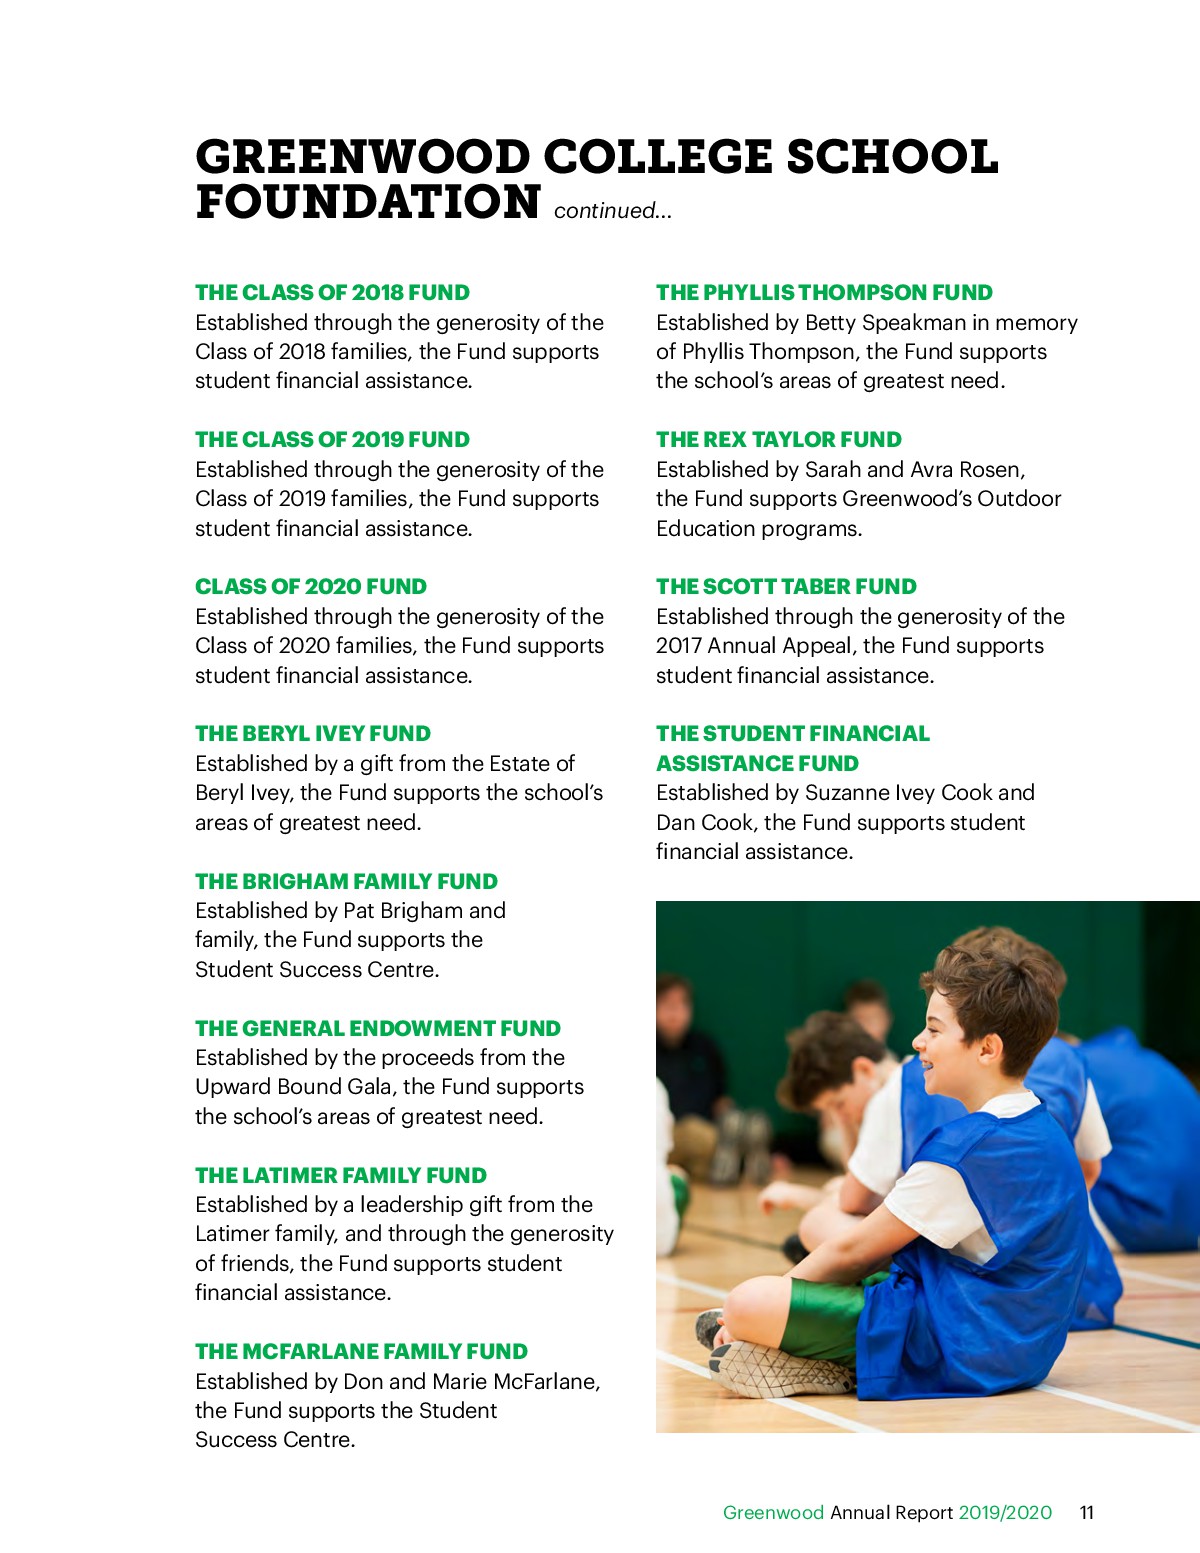 GREENWOOD COLLEGE SCHOOL
FOUNDATION continued...
THE CLASS OF 2018 FUND
Established through the generosity of the
Class of 2018 families, the Fund supports
student financial assistance.
THE CLASS OF 2019 FUND
Established through the generosity of the
Class of 2019 families, the Fund supports
student financial assistance.
CLASS OF 2020 FUND
Established through the generosity of the
Class of 2020 families, the Fund supports
student financial assistance.
THE BERYL IVEY FUND
Established by a gift from the Estate of
Beryl Ivey, the Fund supports the school’s
areas of greatest need.
THE BRIGHAM FAMILY FUND
Established by Pat Brigham and
family, the Fund supports the
Student Success Centre.
THE GENERAL ENDOWMENT FUND
Established by the proceeds from the
Upward Bound Gala, the Fund supports
the school’s areas of greatest need.
THE LATIMER FAMILY FUND
Established by a leadership gift from the
Latimer family, and through the generosity
of friends, the Fund supports student
financial assistance.
THE MCFARLANE FAMILY FUND
Established by Don and Marie McFarlane,
the Fund supports the Student
Success Centre.
THE PHYLLIS THOMPSON FUND
Established by Betty Speakman in memory
of Phyllis Thompson, the Fund supports
the school’s areas of greatest need.
THE REX TAYLOR FUND
Established by Sarah and Avra Rosen,
the Fund supports Greenwood’s Outdoor
Education programs.
THE SCOTT TABER FUND
Established through the generosity of the
2017 Annual Appeal, the Fund supports
student financial assistance.
THE STUDENT FINANCIAL
ASSISTANCE FUND
Established by Suzanne Ivey Cook and
Dan Cook, the Fund supports student
financial assistance.
Greenwood Annual Report 2019/2020 11